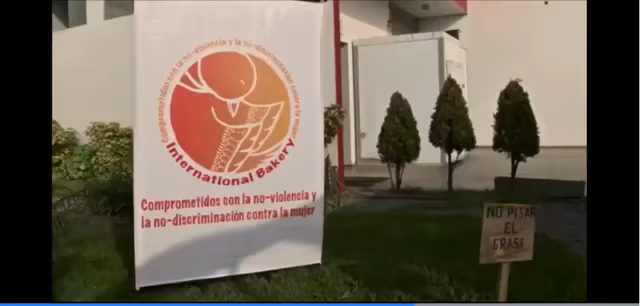 Comprometidos con la no-violencia y la no-discriminación contra la mujer
International Bakery
Comprometidos con la no-violencia y
la no-discriminación contra la mujer
NO PISAR
EL
GRASS